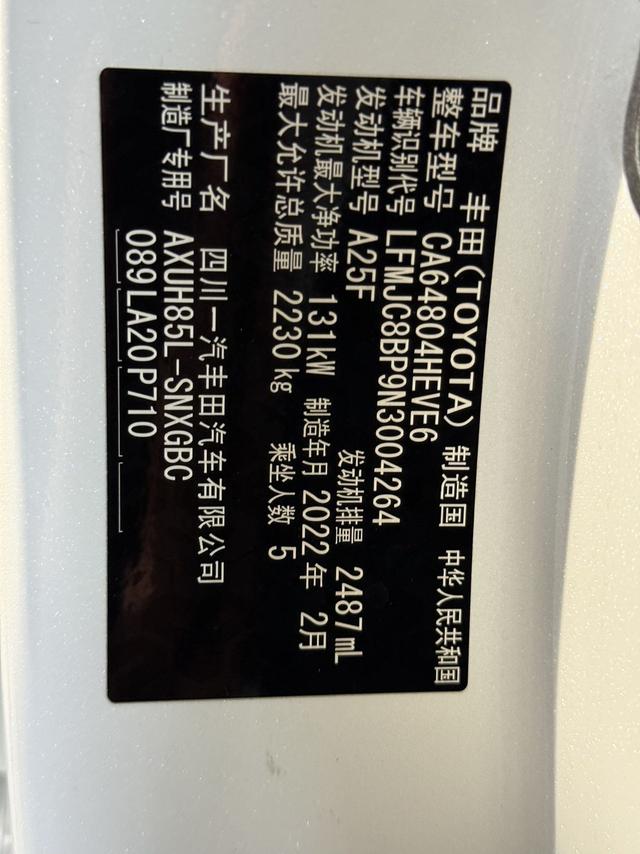 品牌 丰田(TOYOTA) 制造国 中华人民共和国
整车型号 CA64804HEVE6
车辆识别代号 LFMJC8BP9N3004264
发动机型号 A25F 发动机排量 2487mL
发动机最大净功率 131kW 制造年月 2022年 2月
最大允许总质量 2230kg 乘坐人数 5
生产厂名 四川一汽丰田汽车有限公司
制造厂专用号 AXUH85L-SNXGBC
089LA20P710